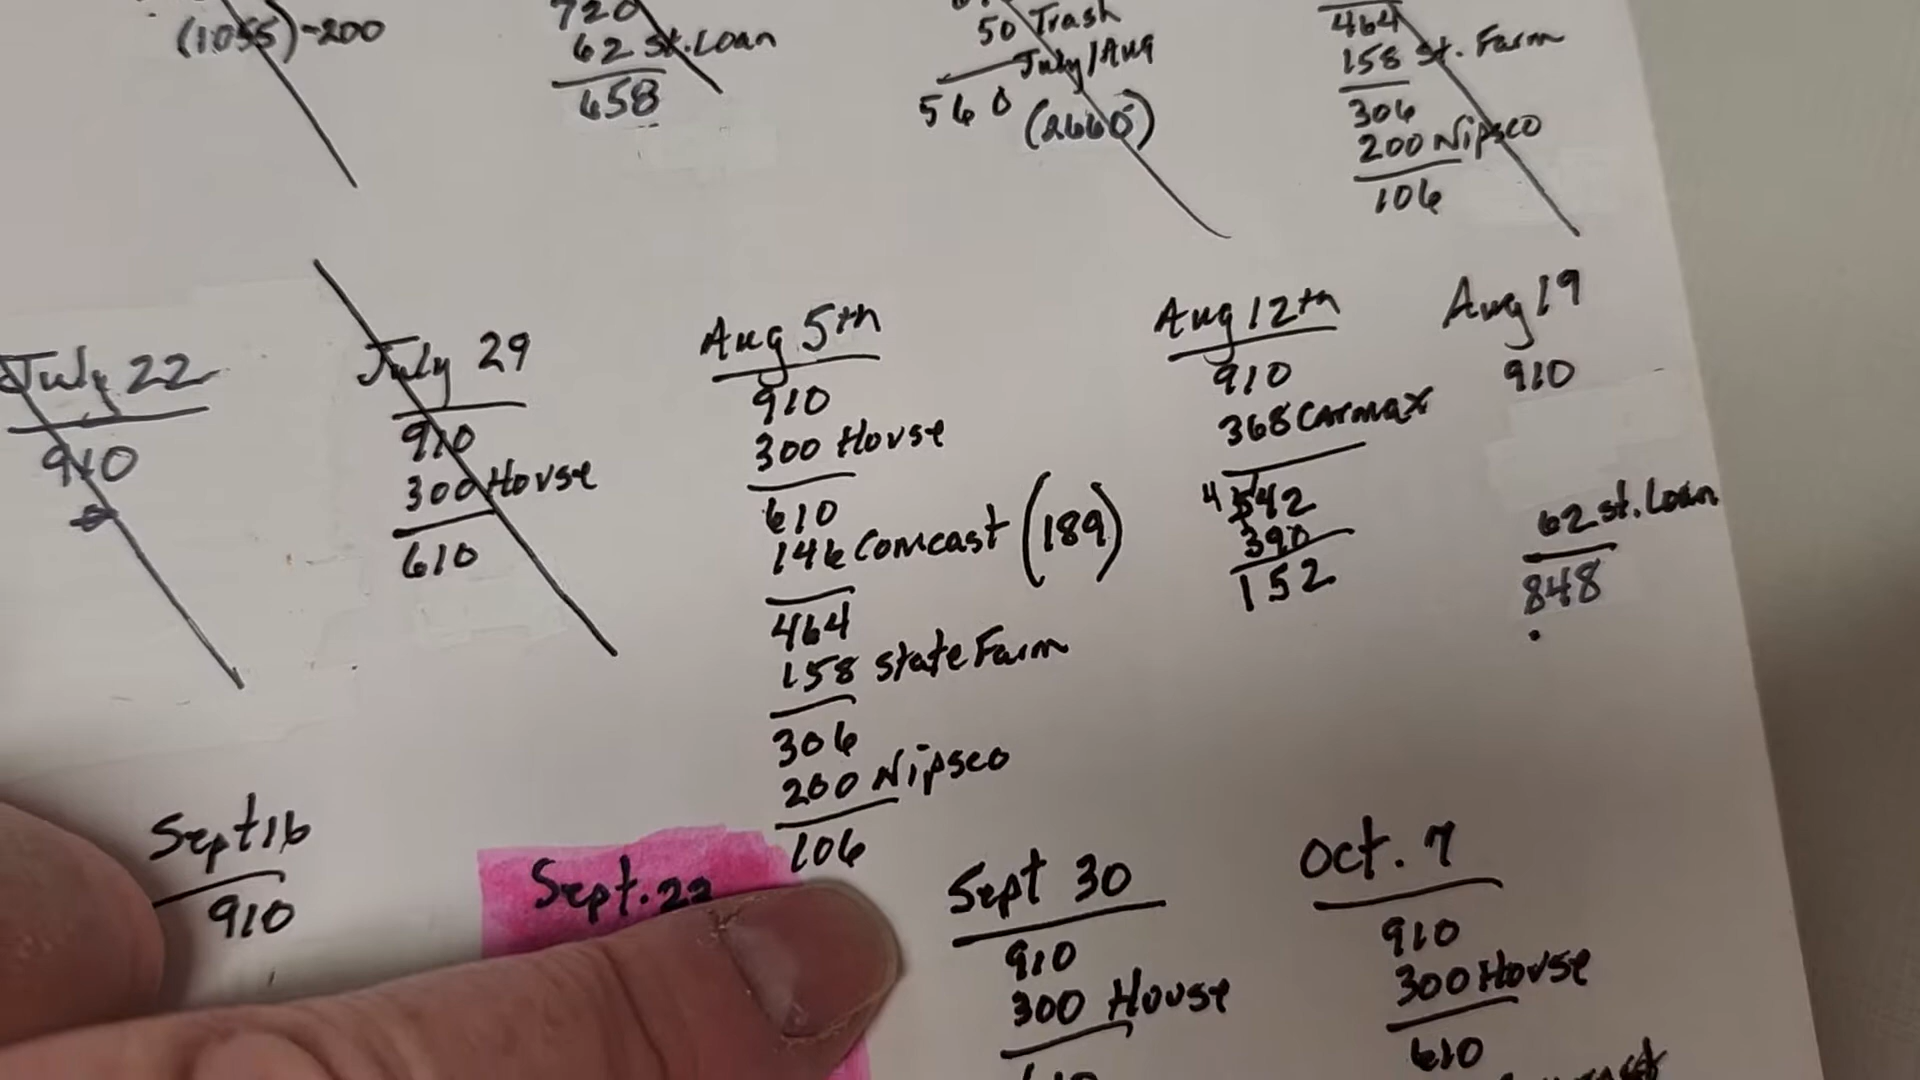 (1055)-200
720
62 St. Loan
658
50 Trash
July/Aug
560
(2660)
464
158 St. Farm
306
200 Nipsco
106
July 22
910
July 29
910
300 House
610
Aug 5th
910
300 House
610
146 Comcast (189)
464
158 State Farm
306
200 Nipsco
106
Aug 12th
910
368 Carmax
4 542
390
152
Aug 19
910
62 st. Loan
848
Sept 16
910
Sept. 22
Sept 30
910
300 House
610
Oct. 7
910
300 House
610